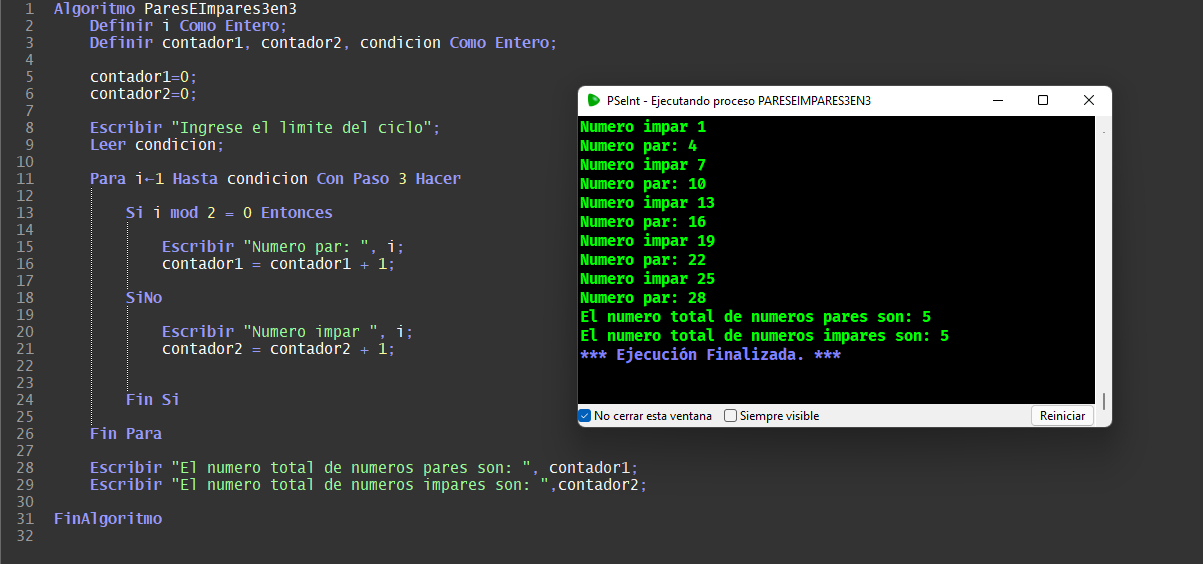 1 Algoritmo ParesEImpares3en3
2 Definir i Como Entero;
3 Definir contador1, contador2, condicion Como Entero;
4
5 contador1=0;
6 contador2=0;
7
8 Escribir "Ingrese el limite del ciclo";
9 Leer condicion;
10
11 Para i←1 Hasta condicion Con Paso 3 Hacer
12
13 Si i mod 2 = 0 Entonces
14
15 Escribir "Numero par: ", i;
16 contador1 = contador1 + 1;
17
18 SiNo
19
20 Escribir "Numero impar ", i;
21 contador2 = contador2 + 1;
22
23
24 Fin Si
25
26 Fin Para
27
28 Escribir "El numero total de numeros pares son: ", contador1;
29 Escribir "El numero total de numeros impares son: ",contador2;
30
31 FinAlgoritmo
32
PSeInt - Ejecutando proceso PARESEIMPARES3EN3
Numero impar 1
Numero par: 4
Numero impar 7
Numero par: 10
Numero impar 13
Numero par: 16
Numero impar 19
Numero par: 22
Numero impar 25
Numero par: 28
El numero total de numeros pares son: 5
El numero total de numeros impares son: 5
*** Ejecución Finalizada. ***
No cerrar esta ventana Siempre visible Reiniciar